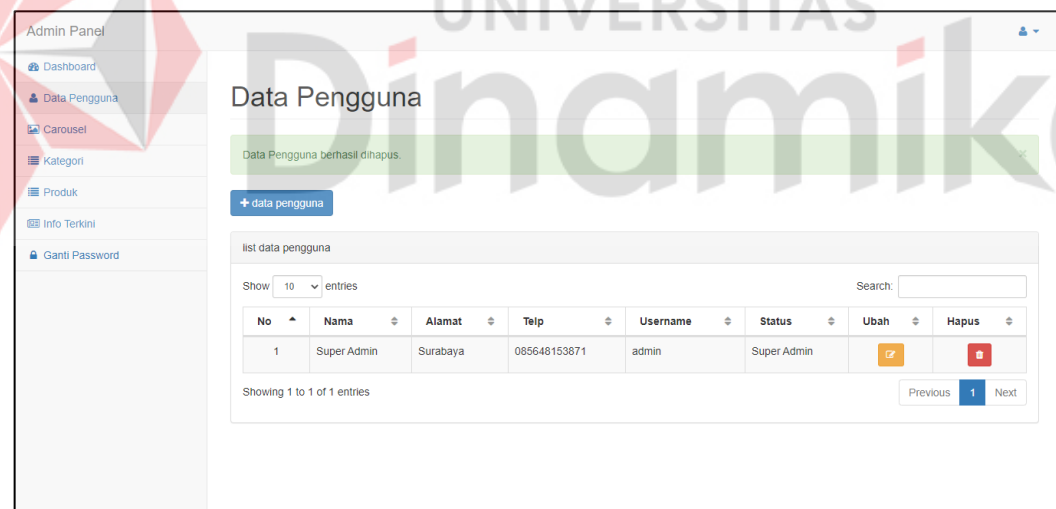 UNIVERSITAS
Dinamika
Admin Panel
Dashboard
Data Pengguna
Carousel
Kategori
Produk
Info Terkini
Ganti Password
Data Pengguna
Data Pengguna berhasil dihapus.
+ data pengguna
list data pengguna
Show 10 entries
Search:
No Nama Alamat Telp Username Status Ubah Hapus
1 Super Admin Surabaya 085648153871 admin Super Admin
Showing 1 to 1 of 1 entries
Previous 1 Next